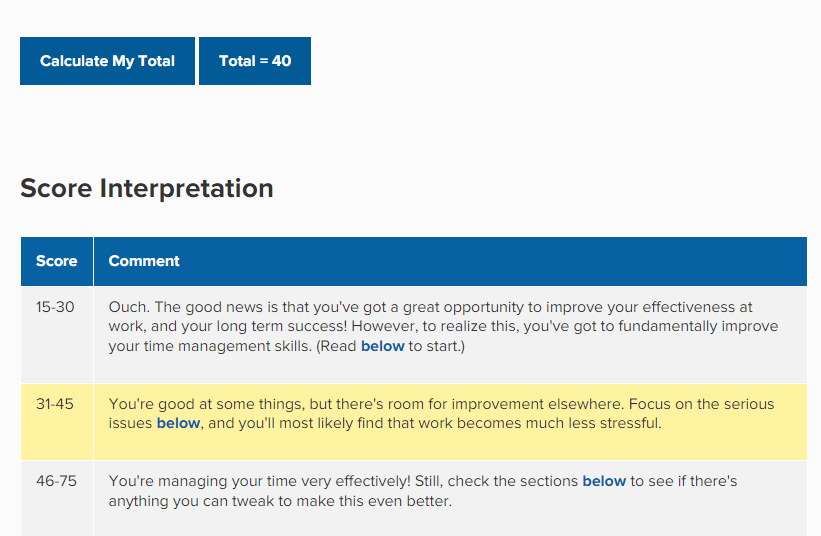 Calculate My Total
Total = 40
Score Interpretation
Score Comment
15-30 Ouch. The good news is that you've got a great opportunity to improve your effectiveness at
work, and your long term success! However, to realize this, you've got to fundamentally improve
your time management skills. (Read below to start.)
31-45 You're good at some things, but there's room for improvement elsewhere. Focus on the serious
issues below, and you'll most likely find that work becomes much less stressful.
46-75 You're managing your time very effectively! Still, check the sections below to see if there's
anything you can tweak to make this even better.